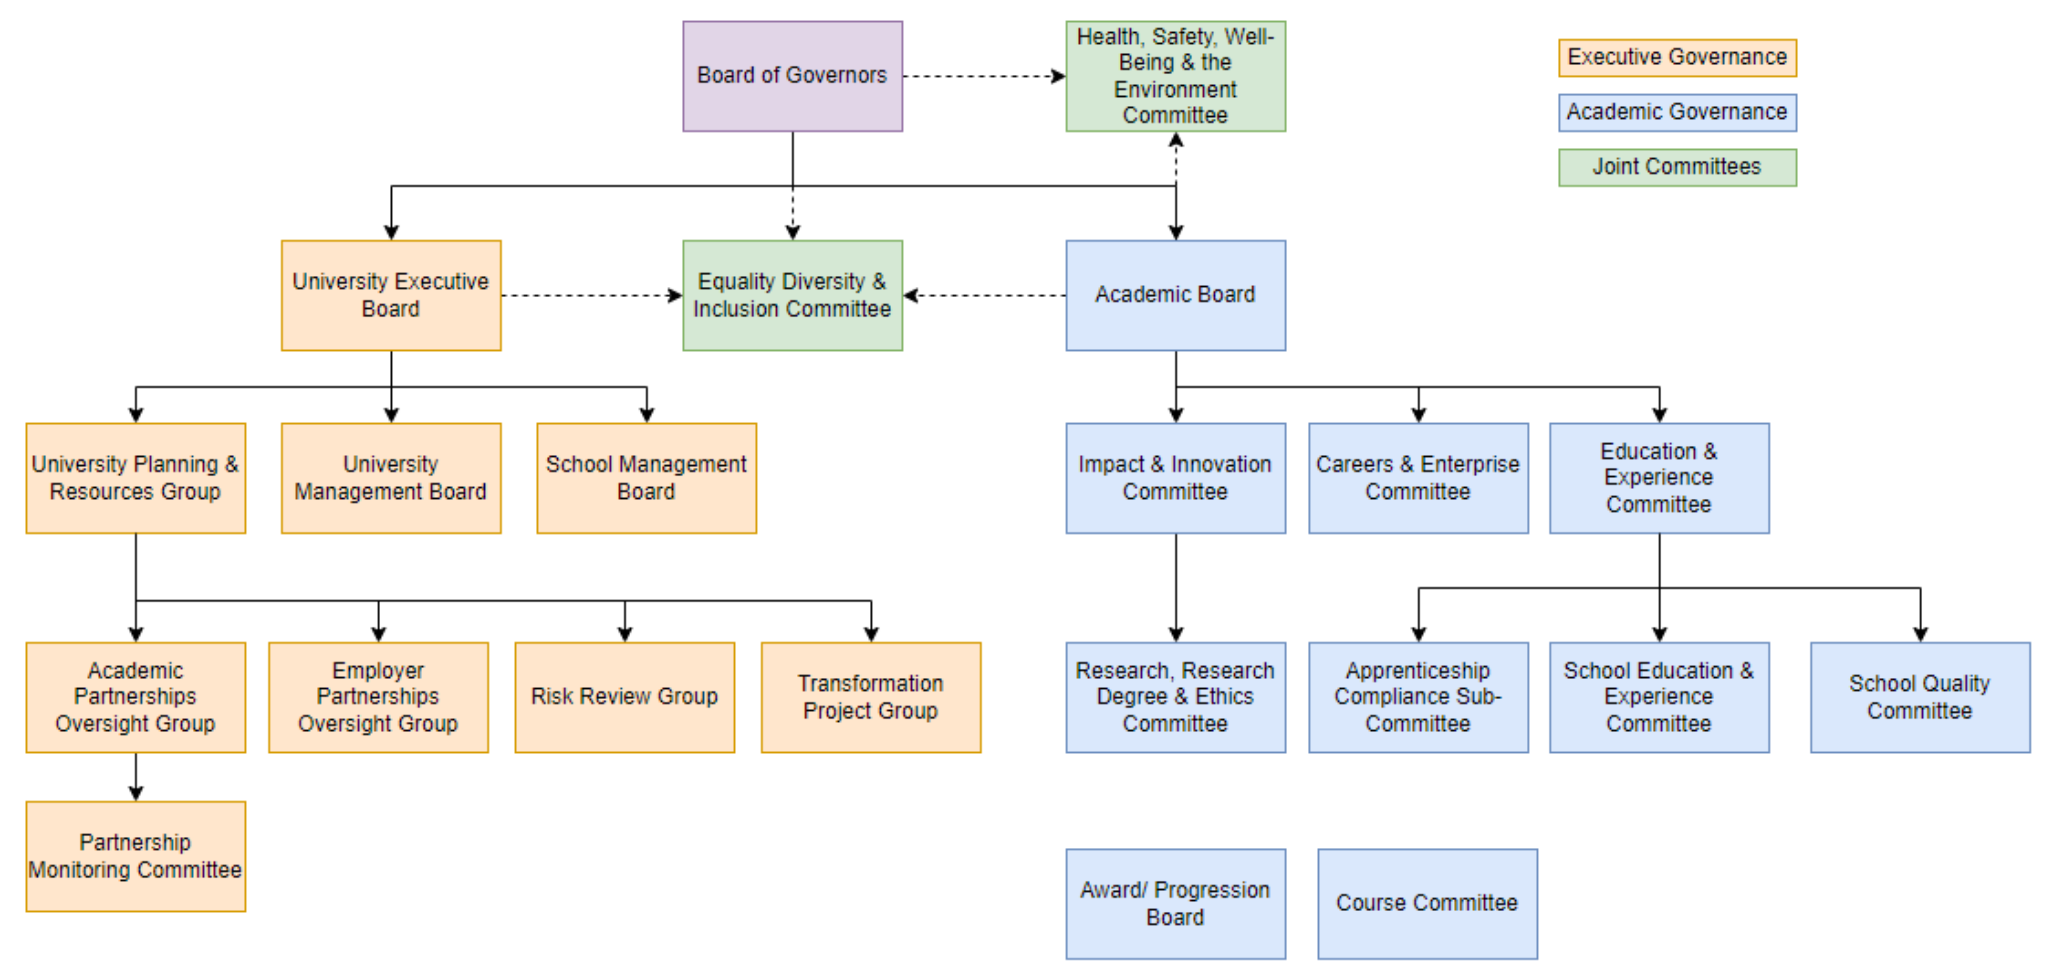 Board of Governors
Health, Safety, Well-
Being & the
Environment
Committee
Executive Governance
Academic Governance
Joint Committees
University Executive
Board
Equality Diversity &
Inclusion Committee
Academic Board
University Planning &
Resources Group
University
Management Board
School Management
Board
Impact & Innovation
Committee
Careers & Enterprise
Committee
Education &
Experience
Committee
Academic
Partnerships
Oversight Group
Employer
Partnerships
Oversight Group
Risk Review Group
Transformation
Project Group
Research, Research
Degree & Ethics
Committee
Apprenticeship
Compliance Sub-
Committee
School Education &
Experience
Committee
School Quality
Committee
Partnership
Monitoring Committee
Award/ Progression
Board
Course Committee